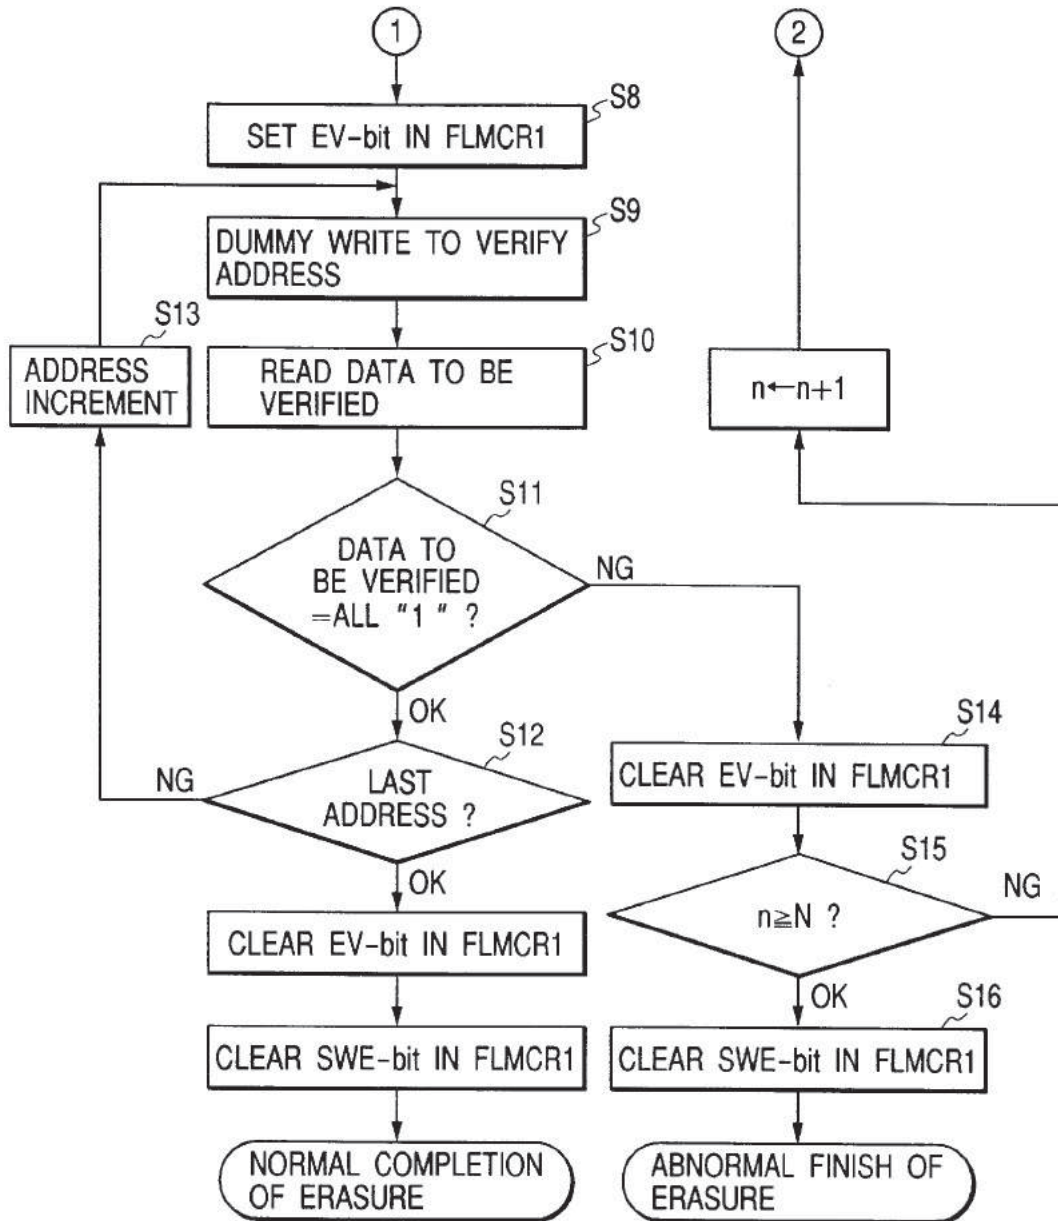 1
2
S8
SET EV-bit IN FLMCR1
S9
DUMMY WRITE TO VERIFY
ADDRESS
S13
ADDRESS
INCREMENT
S10
READ DATA TO BE
VERIFIED
n←n+1
S11
DATA TO
BE VERIFIED
=ALL "1" ?
NG
OK
S12
LAST
ADDRESS ?
NG
OK
S14
CLEAR EV-bit IN FLMCR1
S15
n≧N ?
NG
OK
CLEAR EV-bit IN FLMCR1
S16
CLEAR SWE-bit IN FLMCR1
CLEAR SWE-bit IN FLMCR1
NORMAL COMPLETION
OF ERASURE
ABNORMAL FINISH OF
ERASURE